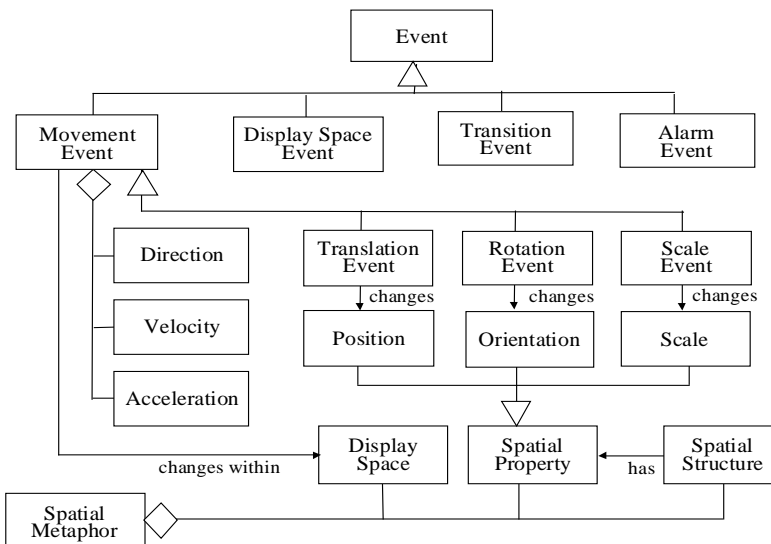 Event
Movement
Event
Display Space
Event
Transition
Event
Alarm
Event
Direction
Velocity
Acceleration
Translation
Event
Rotation
Event
Scale
Event
changes
changes
changes
Position
Orientation
Scale
changes within
Display
Space
Spatial
Property
has
Spatial
Structure
Spatial
Metaphor